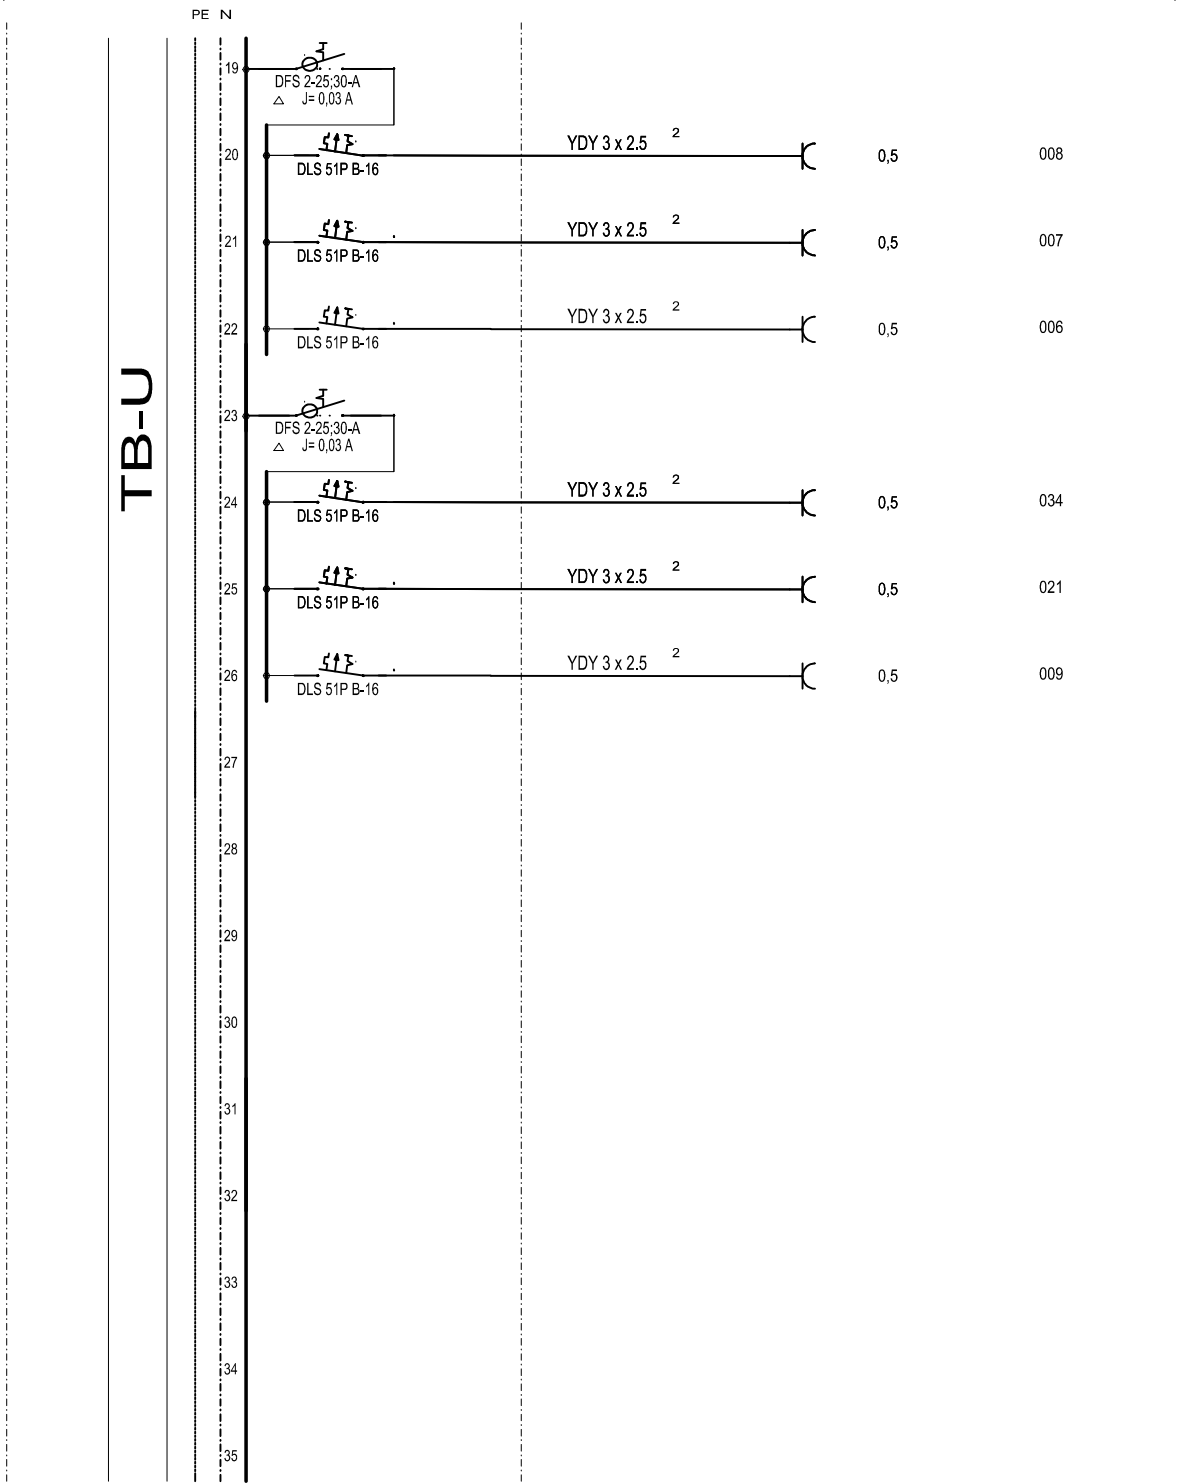 PE N
19
DFS 2-25;30-A
△ J= 0,03 A
20 YDY 3 x 2.5 2 0,5 008
DLS 51P B-16
21 YDY 3 x 2.5 2 0,5 007
DLS 51P B-16
22 YDY 3 x 2.5 2 0,5 006
DLS 51P B-16
TB-U
23
DFS 2-25;30-A
△ J= 0,03 A
24 YDY 3 x 2.5 2 0,5 034
DLS 51P B-16
25 YDY 3 x 2.5 2 0,5 021
DLS 51P B-16
26 YDY 3 x 2.5 2 0,5 009
DLS 51P B-16
27
28
29
30
31
32
33
34
35